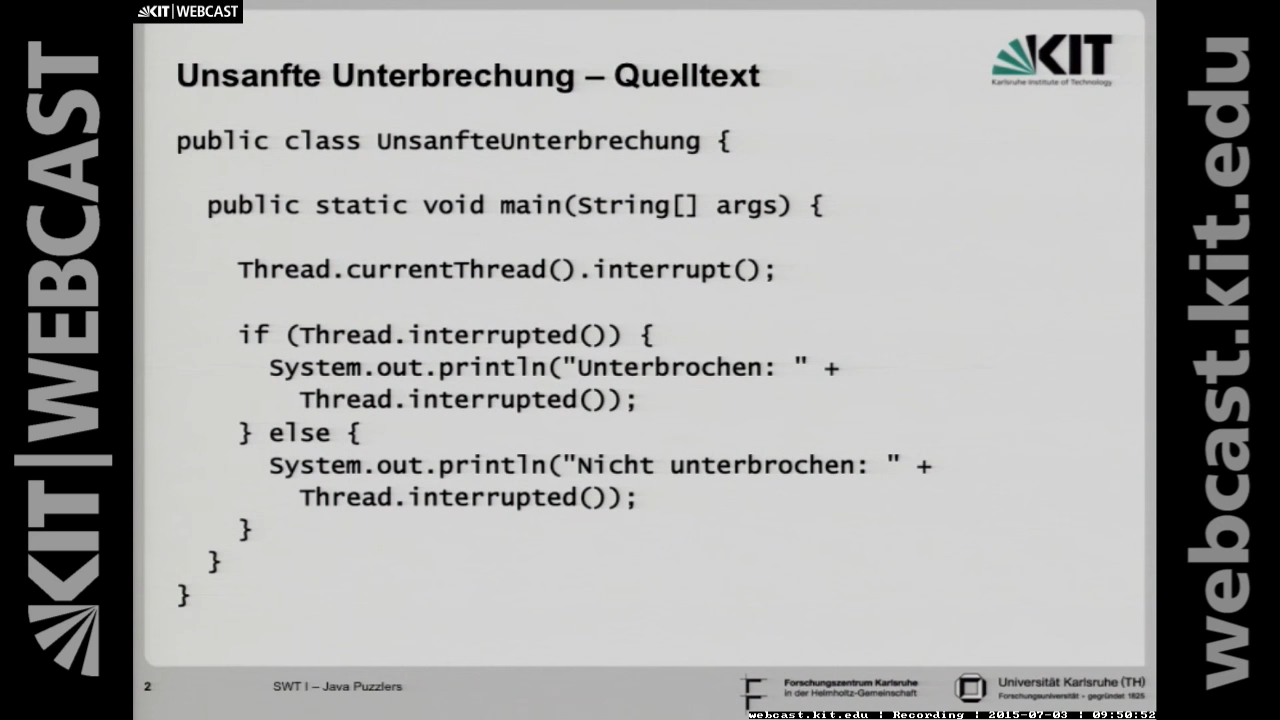 KIT|WEBCAST
KIT|WEBCAST
webcast.kit.edu
KIT
Karlsruhe Institute of Technology
Unsanfte Unterbrechung – Quelltext
public class UnsanfteUnterbrechung {
public static void main(String[] args) {
Thread.currentThread().interrupt();
if (Thread.interrupted()) {
System.out.println("Unterbrochen: " +
Thread.interrupted());
} else {
System.out.println("Nicht unterbrochen: " +
Thread.interrupted());
}
}
}
2
SWT I – Java Puzzlers
Forschungszentrum Karlsruhe
in der Helmholtz-Gemeinschaft
Universität Karlsruhe (TH)
Forschungsuniversität - gegründet 1825
webcast.kit.edu | Recording | 2015-07-03 | 09:50:52